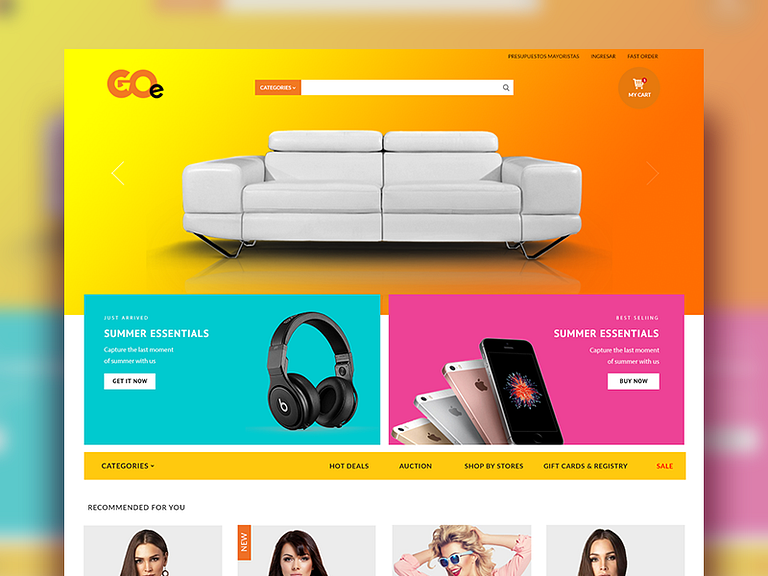 PRESUPUESTOS MAYORISTAS INGRESAR FAST ORDER
GOe
CATEGORIES
MY CART
JUST ARRIVED
SUMMER ESSENTIALS
Capture the last moment
of summer with us
GET IT NOW
b
BEST SELIING
SUMMER ESSENTIALS
Capture the last moment
of summer with us
BUY NOW
CATEGORIES HOT DEALS AUCTION SHOP BY STORES GIFT CARDS & REGISTRY SALE
RECOMMENDED FOR YOU
NEW